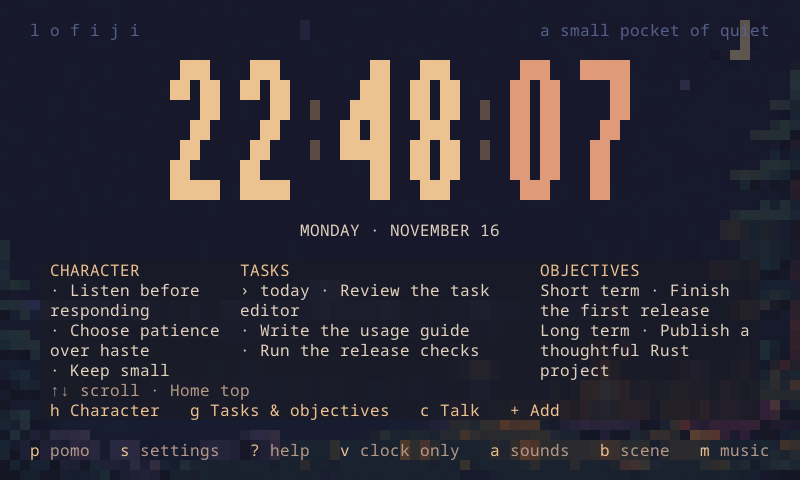 l o f i j i
a small pocket of quiet
22:48:07
MONDAY · NOVEMBER 16
CHARACTER
· Listen before
responding
· Choose patience
over haste
· Keep small
TASKS
› today · Review the task
editor
· Write the usage guide
· Run the release checks
OBJECTIVES
Short term · Finish
the first release
Long term · Publish a
thoughtful Rust
project
↑↓ scroll · Home top
h Character g Tasks & objectives c Talk + Add
p pomo s settings ? help v clock only a sounds b scene m music